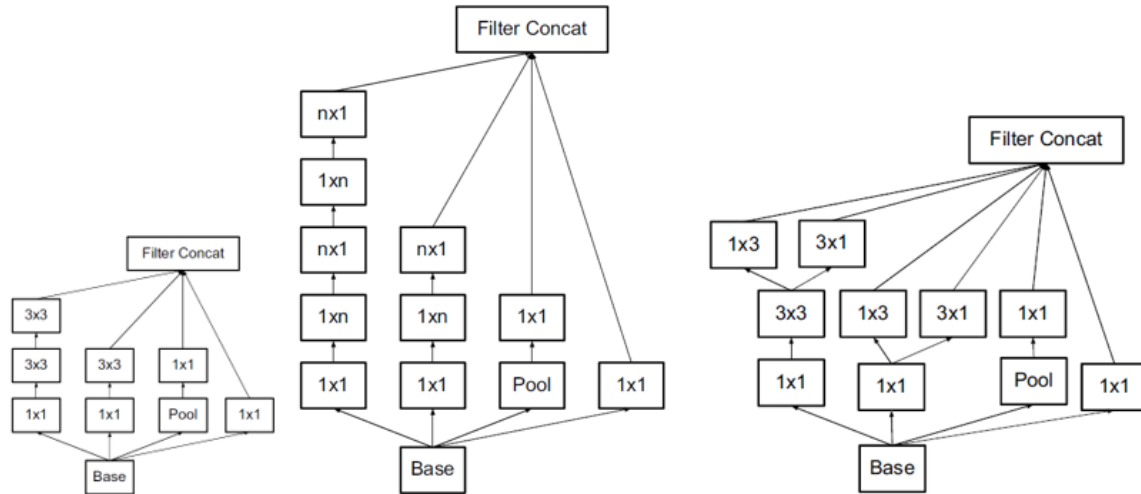 Filter Concat
3x3
3x3
3x3
1x1
1x1
1x1
Pool
1x1
Base
Filter Concat
nx1
1xn
nx1
nx1
1xn
1xn
1x1
1x1
1x1
Pool
1x1
Base
Filter Concat
1x3
3x1
3x3
1x3
3x1
1x1
1x1
1x1
Pool
1x1
Base